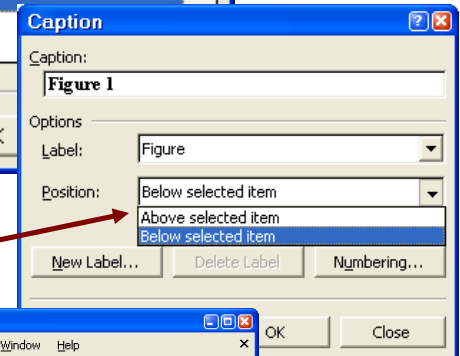 Caption
Caption:
Figure 1
Options
Label:
Figure
Position:
Below selected item
Above selected item
Below selected item
New Label...
Delete Label
Numbering...
OK
Close
Window Help